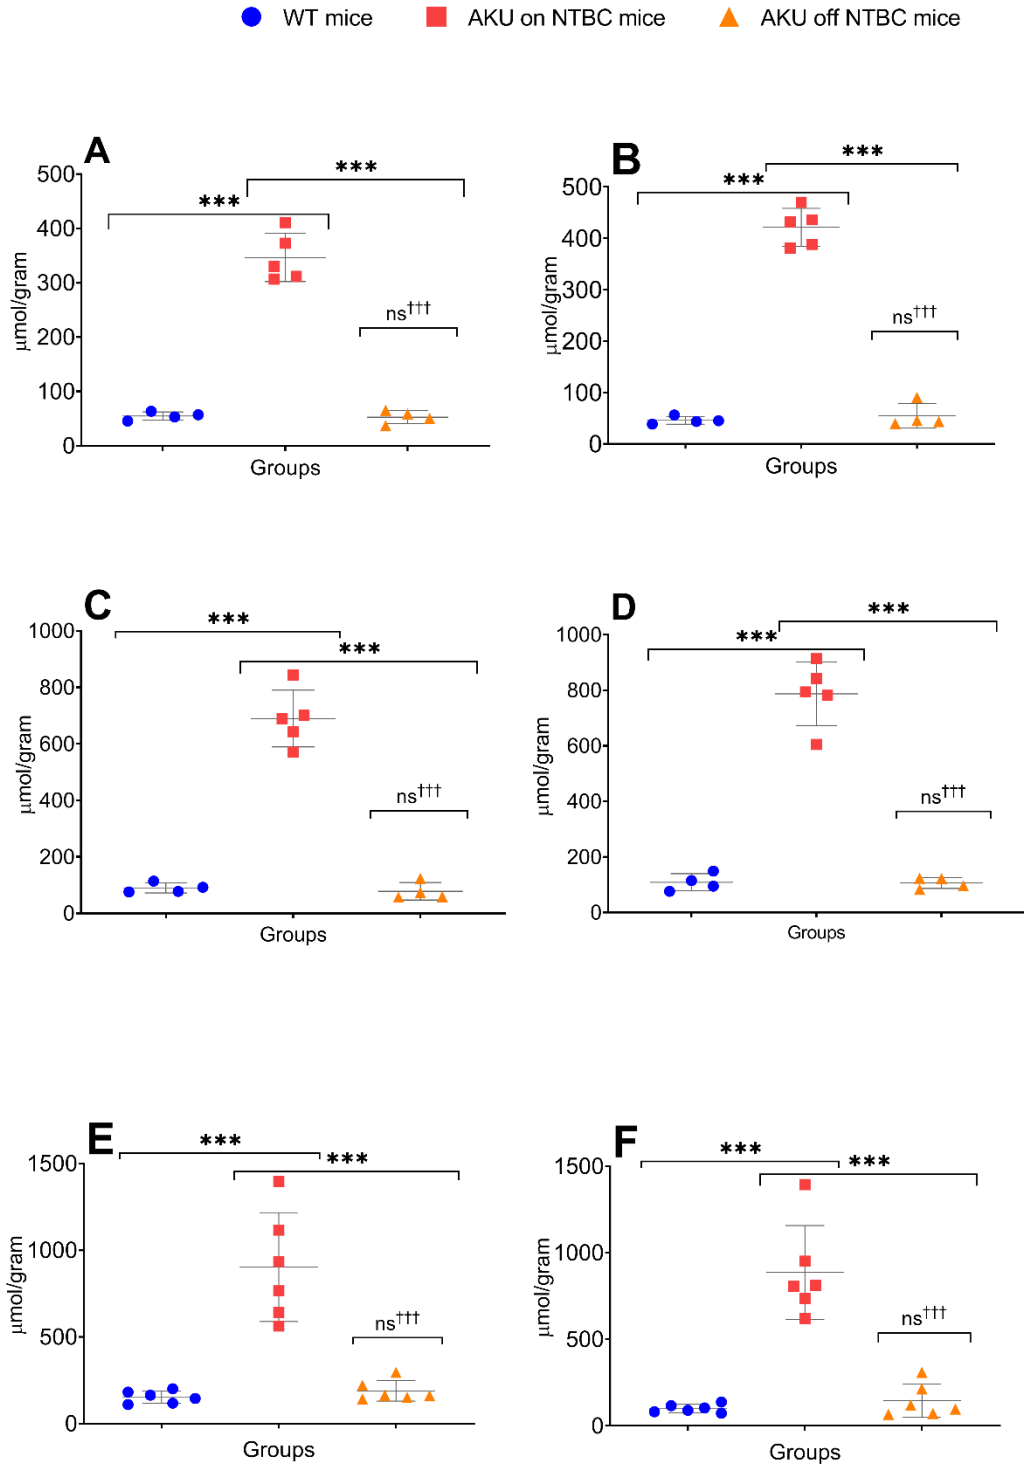 WT mice AKU on NTBC mice AKU off NTBC mice
A
500
400
300
200
100
0
μmol/gram
***
***
ns†††
Groups
B
500
400
300
200
100
0
μmol/gram
***
***
ns†††
Groups
C
1000
800
600
400
200
0
μmol/gram
***
***
ns†††
Groups
D
1000
800
600
400
200
0
μmol/gram
***
***
ns†††
Groups
E
1500
1000
500
0
μmol/gram
***
***
ns†††
Groups
F
1500
1000
500
0
μmol/gram
***
***
ns†††
Groups